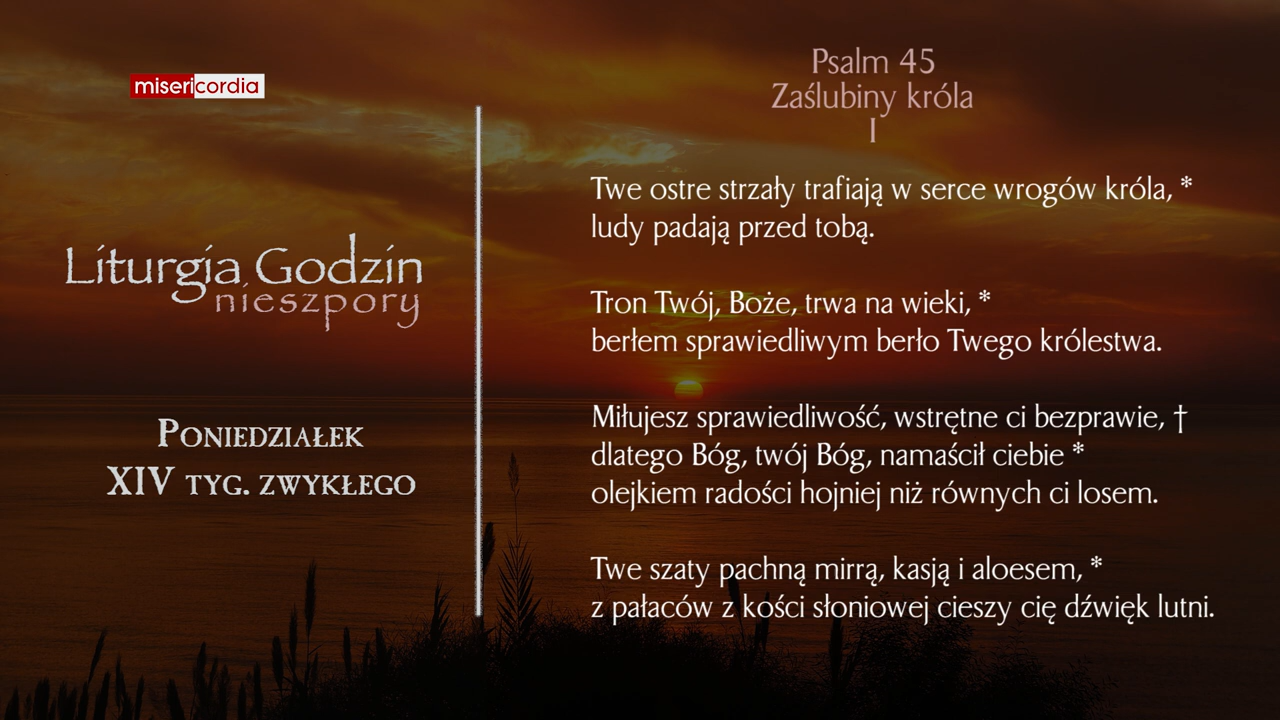 misericordia
Liturgia Godzin
nieszpory
Poniedziałek
XIV tyg. zwykłego
Psalm 45
Zaślubiny króla
I
Twe ostre strzały trafiają w serce wrogów króla, *
ludy padają przed tobą.
Tron Twój, Boże, trwa na wieki, *
berłem sprawiedliwym berło Twego królestwa.
Miłujesz sprawiedliwość, wstrętne ci bezprawie, †
dlatego Bóg, twój Bóg, namaścił ciebie *
olejkiem radości hojniej niż równych ci losem.
Twe szaty pachną mirrą, kasją i aloesem, *
z pałaców z kości słoniowej cieszy cię dźwięk lutni.